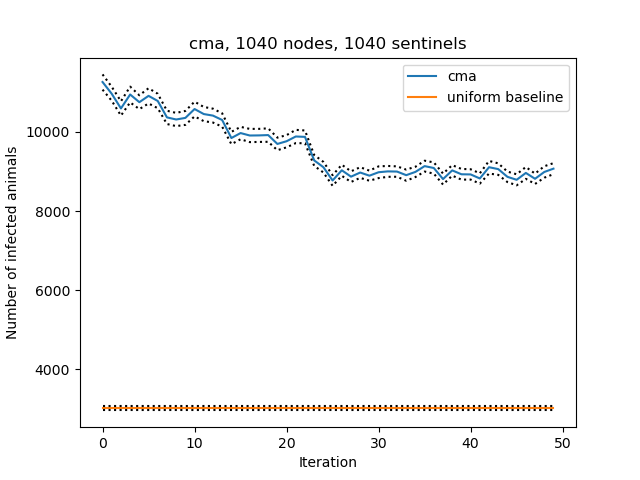 cma, 1040 nodes, 1040 sentinels
cma
uniform baseline
10000
8000
6000
4000
Number of infected animals
0 10 20 30 40 50
Iteration